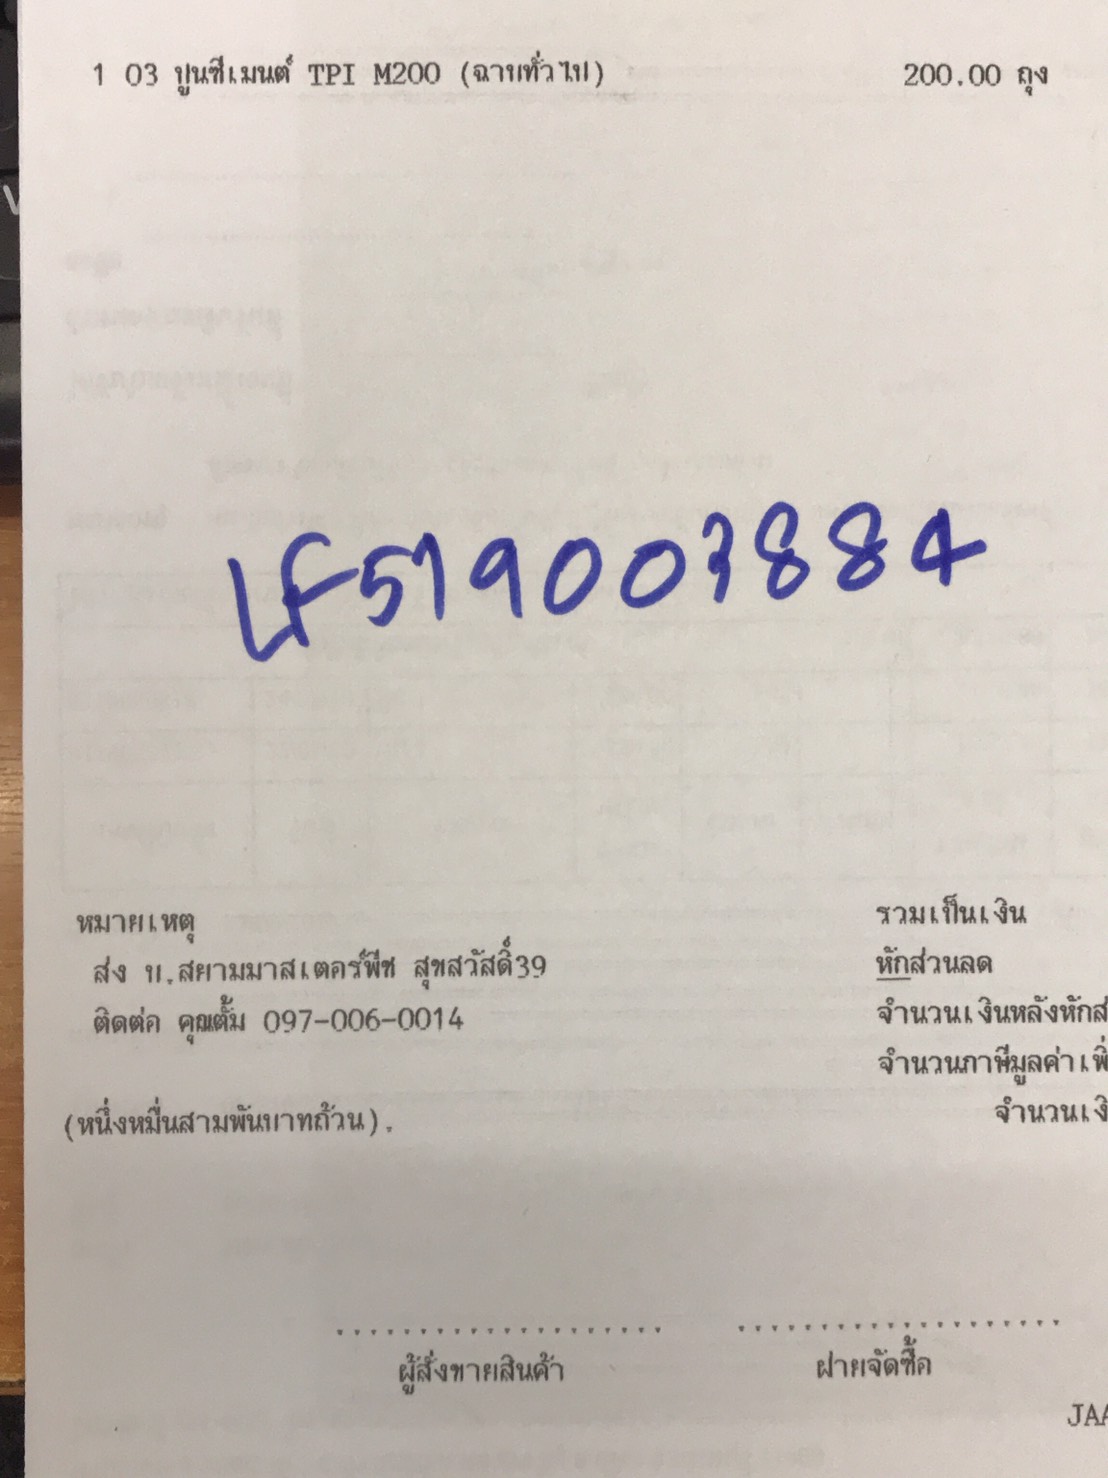 1 03 ปูนซีเมนต์ TPI M200 (ฉาบทั่วไป) 200.00 ถุง
LF519003884
หมายเหตุ
ส่ง บ.สยามมาสเตอร์พีช สุขสวัสดิ์39
ติดต่อ คุณตั้ม 097-006-0014
(หนึ่งหมื่นสามพันบาทถ้วน).
รวมเป็นเงิน
หักส่วนลด
จำนวนเงินหลังหักส่
จำนวนภาษีมูลค่าเพิ่
จำนวนเงิ
ผู้สั่งขายสินค้า
ฝ่ายจัดซื้อ
JAA